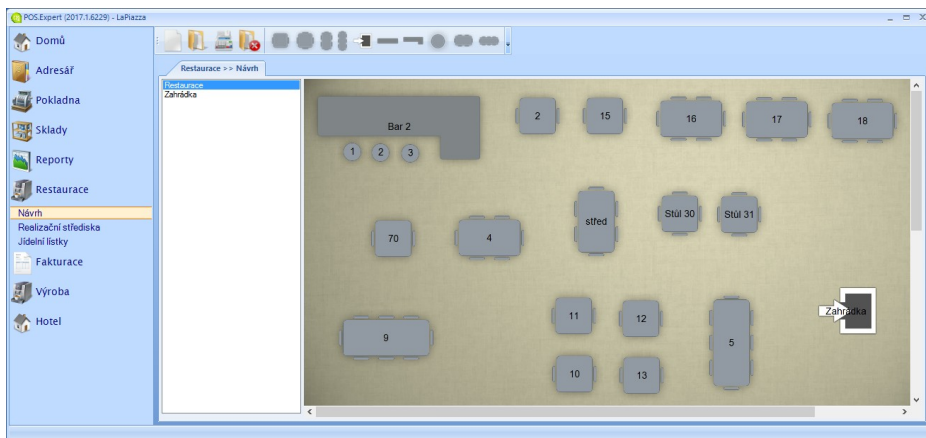 POS.Expert (2017.1.6229) - LaPiazza
Domů
Adresář
Pokladna
Sklady
Reporty
Restaurace
Návrh
Realizační střediska
Jídelní lístky
Fakturace
Výroba
Hotel
Restaurace >> Návrh
Restaurace
Zahrádka
Bar 2
1 2 3
2 15 16 17 18
70 4 střed Stůl 30 Stůl 31
9 11 12 5 Zahrádka
10 13